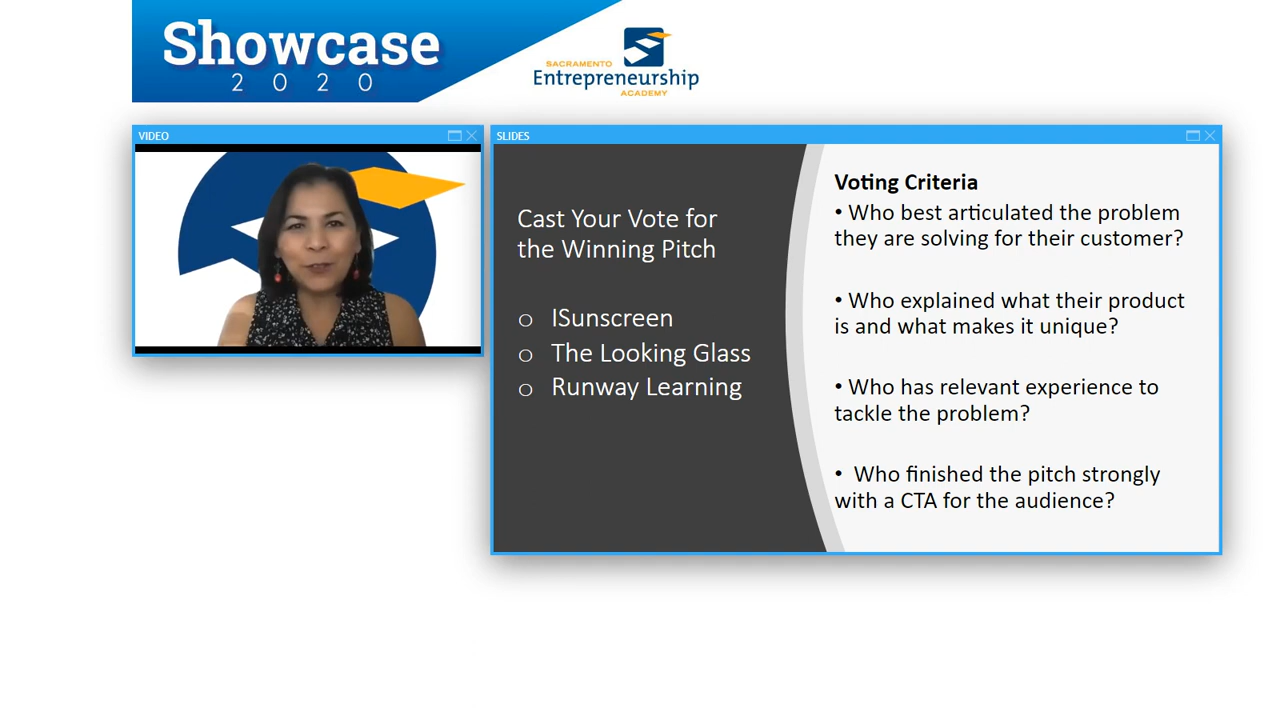 Showcase
2020
SACRAMENTO
Entrepreneurship
ACADEMY
VIDEO
SLIDES
Cast Your Vote for
the Winning Pitch
o ISunscreen
o The Looking Glass
o Runway Learning
Voting Criteria
• Who best articulated the problem
they are solving for their customer?
• Who explained what their product
is and what makes it unique?
• Who has relevant experience to
tackle the problem?
• Who finished the pitch strongly
with a CTA for the audience?